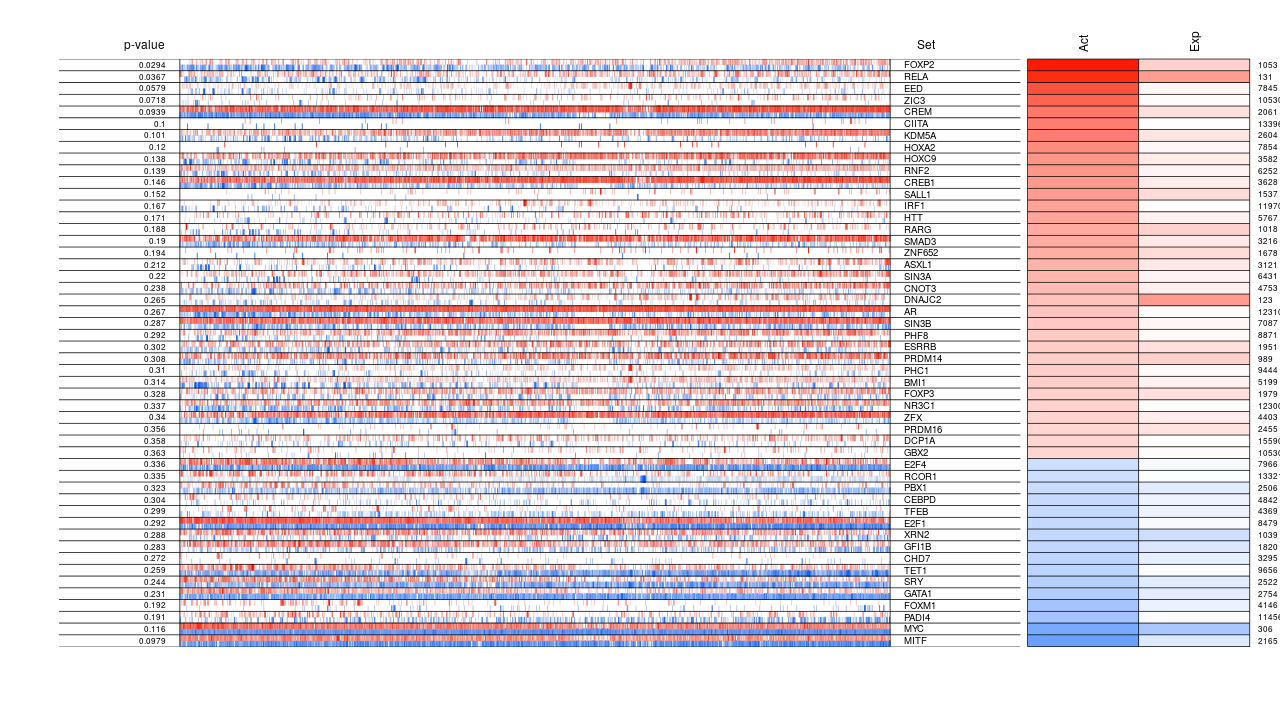 p-value Set Act Exp
0.0294 FOXP2 1053
0.0367 RELA 131
0.0579 EED 7845
0.0718 ZIC3 10530
0.0939 CREM 2061
0.1 CIITA 13396
0.101 KDM5A 2604
0.12 HOXA2 7854
0.138 HOXC9 3582
0.139 RNF2 6252
0.146 CREB1 3628
0.152 SALL1 1537
0.167 IRF1 11970
0.171 HTT 5767
0.188 RARG 1018
0.19 SMAD3 3216
0.194 ZNF652 1678
0.212 ASXL1 3121
0.22 SIN3A 6431
0.238 CNOT3 4753
0.265 DNAJC2 123
0.267 AR 12310
0.287 SIN3B 7087
0.292 PHF8 8871
0.302 ESRRB 1951
0.308 PRDM14 989
0.31 PHC1 9444
0.314 BMI1 5199
0.328 FOXP3 1979
0.337 NR3C1 12300
0.34 ZFX 4403
0.356 PRDM16 2455
0.358 DCP1A 15590
0.363 GBX2 10530
0.336 E2F4 7966
0.335 RCOR1 13321
0.323 PBX1 2506
0.304 CEBPD 4842
0.299 TFEB 4369
0.292 E2F1 8479
0.288 XRN2 1039
0.283 GFI1B 1820
0.272 CHD7 3295
0.259 TET1 9656
0.244 SRY 2522
0.231 GATA1 2754
0.192 FOXM1 4146
0.191 PADI4 11456
0.116 MYC 306
0.0979 MITF 2165